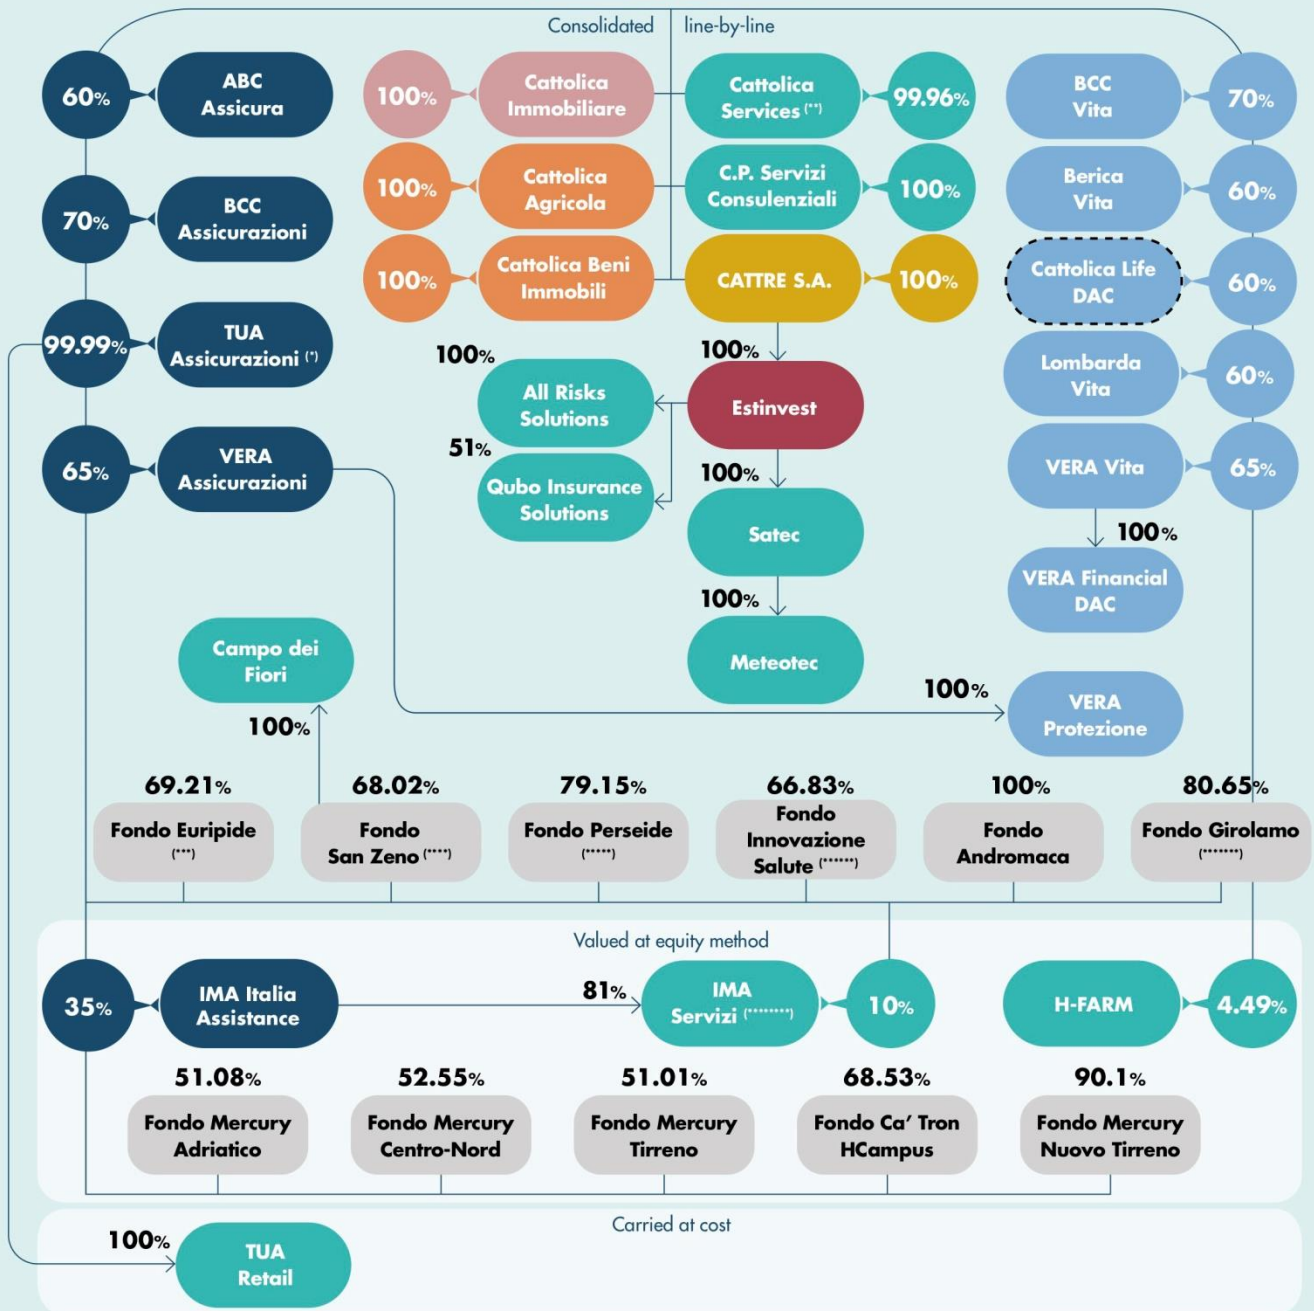 Consolidated line-by-line
60%
ABC
Assicura
100%
Cattolica
Immobiliare
Cattolica
Services (**)
99.96%
BCC
Vita
70%
70%
BCC
Assicurazioni
100%
Cattolica
Agricola
C.P. Servizi
Consulenziali
100%
Berica
Vita
60%
100%
Cattolica Beni
Immobili
CATTRE S.A.
100%
Cattolica Life
DAC
60%
99.99%
TUA
Assicurazioni (*)
100%
All Risks
Solutions
100%
Estinvest
Lombarda
Vita
60%
65%
VERA
Assicurazioni
51%
Qubo Insurance
Solutions
100%
Satec
VERA Vita
65%
100%
VERA Financial
DAC
100%
Meteotec
Campo dei
Fiori
100%
100%
VERA
Protezione
69.21%
Fondo Euripide
(***)
68.02%
Fondo
San Zeno (****)
79.15%
Fondo Perseide
(*****)
66.83%
Fondo
Innovazione
Salute (******)
100%
Fondo
Andromaca
80.65%
Fondo Girolamo
(*******)
Valued at equity method
35%
IMA Italia
Assistance
81%
IMA
Servizi (********)
10%
H-FARM
4.49%
51.08%
Fondo Mercury
Adriatico
52.55%
Fondo Mercury
Centro-Nord
51.01%
Fondo Mercury
Tirreno
68.53%
Fondo Ca' Tron
HCampus
90.1%
Fondo Mercury
Nuovo Tirreno
Carried at cost
100%
TUA
Retail